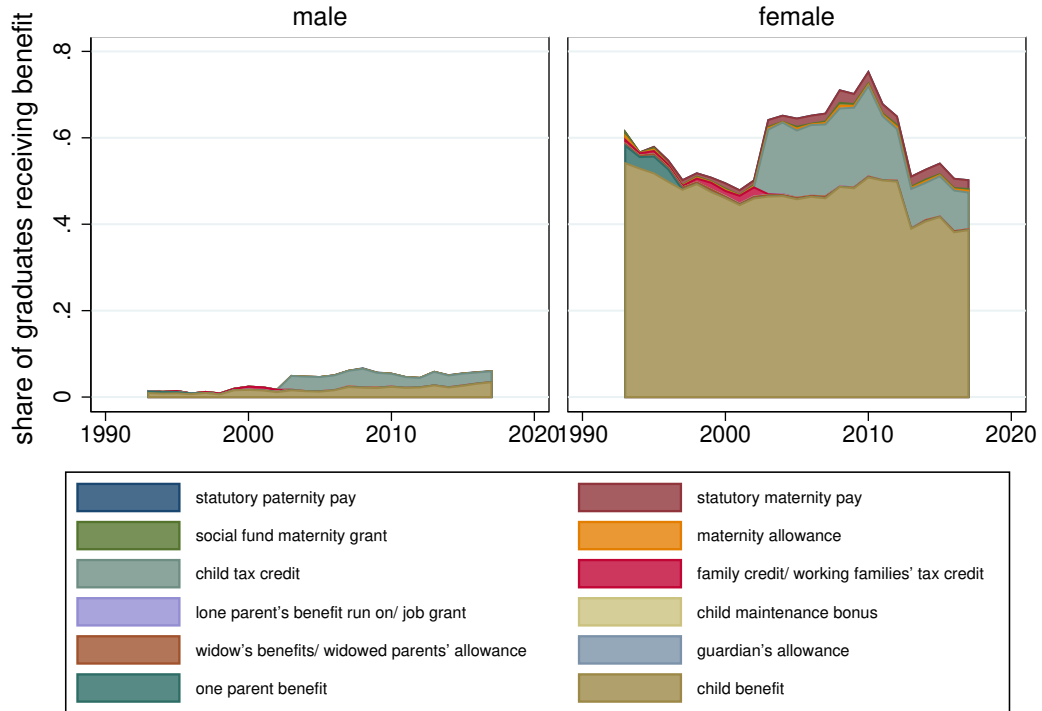 male female
share of graduates receiving benefit
.8
.6
.4
.2
0
1990 2000 2010 2020 1990 2000 2010 2020
statutory paternity pay statutory maternity pay
social fund maternity grant maternity allowance
child tax credit family credit/ working families' tax credit
lone parent's benefit run on/ job grant child maintenance bonus
widow's benefits/ widowed parents' allowance guardian's allowance
one parent benefit child benefit